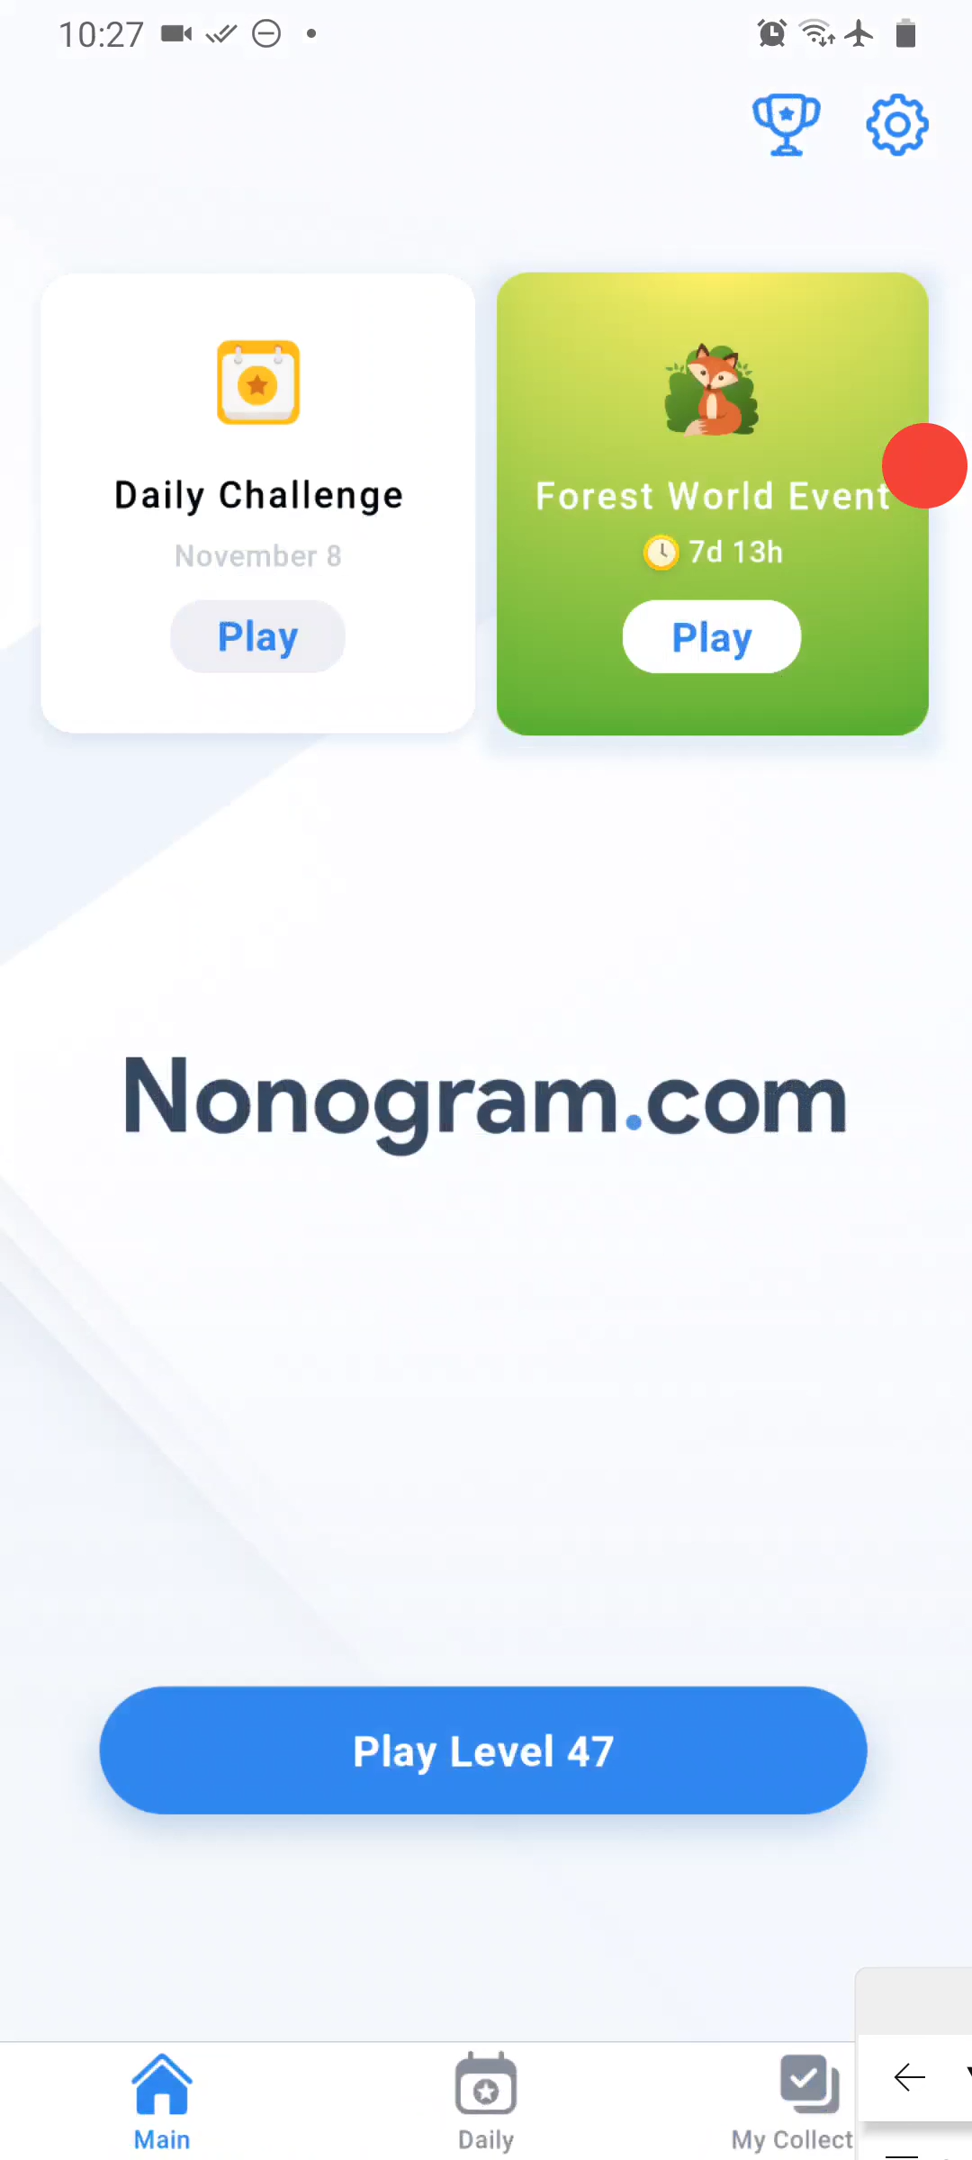 10:27
Daily Challenge
November 8
Play
Forest World Event
7d 13h
Play
Nonogram.com
Play Level 47
Main
Daily
My Collect